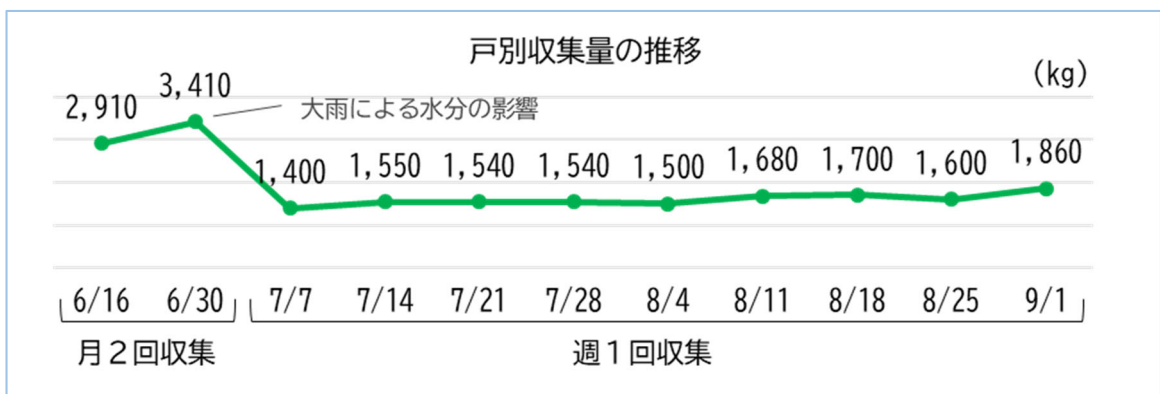 戸別収集量の推移
(kg)
2,910 3,410 1,400 1,550 1,540 1,540 1,500 1,680 1,700 1,600 1,860
大雨による水分の影響
6/16 6/30 7/7 7/14 7/21 7/28 8/4 8/11 8/18 8/25 9/1
月２回収集 週１回収集